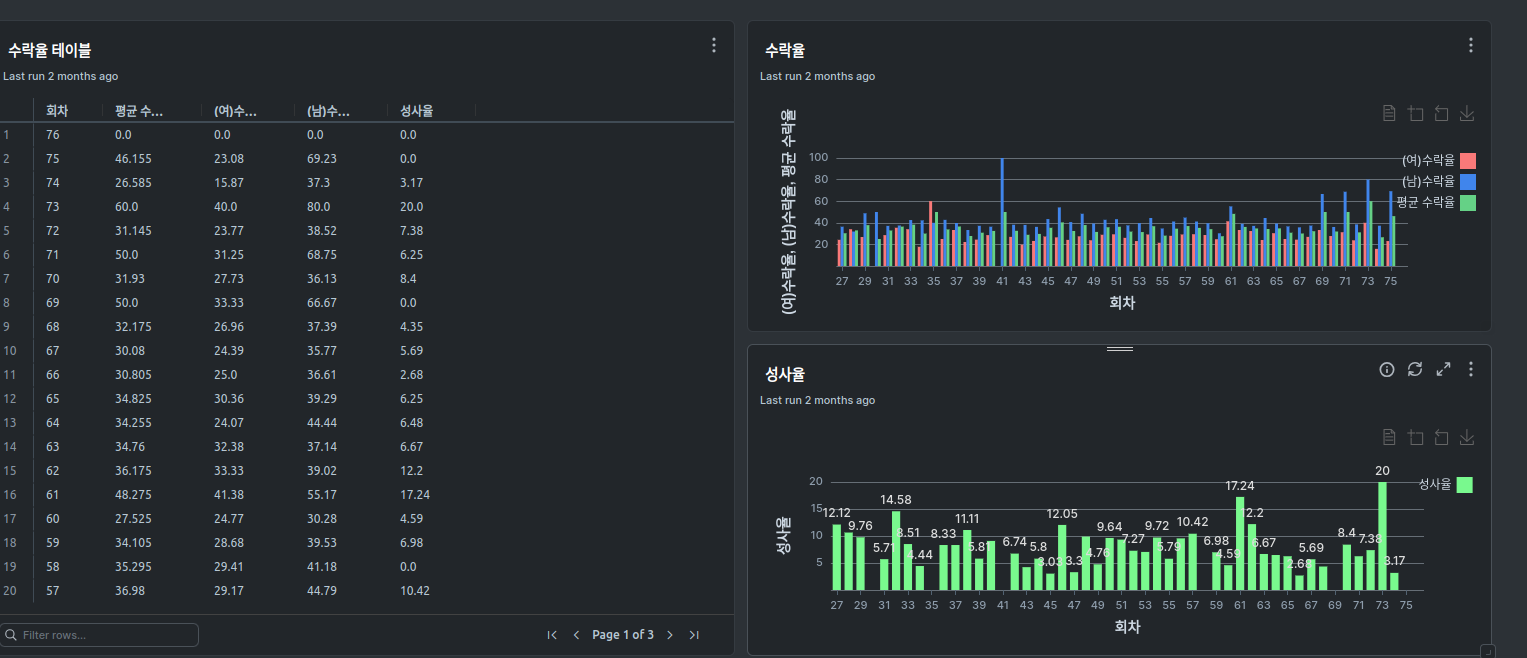 수락율 테이블
Last run 2 months ago
회차 평균 수... (여)수... (남)수... 성사율
1 76 0.0 0.0 0.0 0.0
2 75 46.155 23.08 69.23 0.0
3 74 26.585 15.87 37.3 3.17
4 73 60.0 40.0 80.0 20.0
5 72 31.145 23.77 38.52 7.38
6 71 50.0 31.25 68.75 6.25
7 70 31.93 27.73 36.13 8.4
8 69 50.0 33.33 66.67 0.0
9 68 32.175 26.96 37.39 4.35
10 67 30.08 24.39 35.77 5.69
11 66 30.805 25.0 36.61 2.68
12 65 34.825 30.36 39.29 6.25
13 64 34.255 24.07 44.44 6.48
14 63 34.76 32.38 37.14 6.67
15 62 36.175 33.33 39.02 12.2
16 61 48.275 41.38 55.17 17.24
17 60 27.525 24.77 30.28 4.59
18 59 34.105 28.68 39.53 6.98
19 58 35.295 29.41 41.18 0.0
20 57 36.98 29.17 44.79 10.42
Filter rows...
Page 1 of 3
수락율
Last run 2 months ago
(여)수락율, (남)수락율, 평균 수락율
100
80
60
40
20
(여)수락율
(남)수락율
평균 수락율
27 29 31 33 35 37 39 41 43 45 47 49 51 53 55 57 59 61 63 65 67 69 71 73 75
회차
성사율
Last run 2 months ago
성사율
20
15
10
5
12.12 9.76 5.7 14.58 8.51 4.44 8.33 11.11 5.81 6.74 5.8 3.03 12.05 3.3 4.76 9.64 7.27 9.72 5.79 10.42 6.98 4.59 17.24 12.2 6.67 2.68 5.69 8.4 7.38 20 3.17
성사율
27 29 31 33 35 37 39 41 43 45 47 49 51 53 55 57 59 61 63 65 67 69 71 73 75
회차